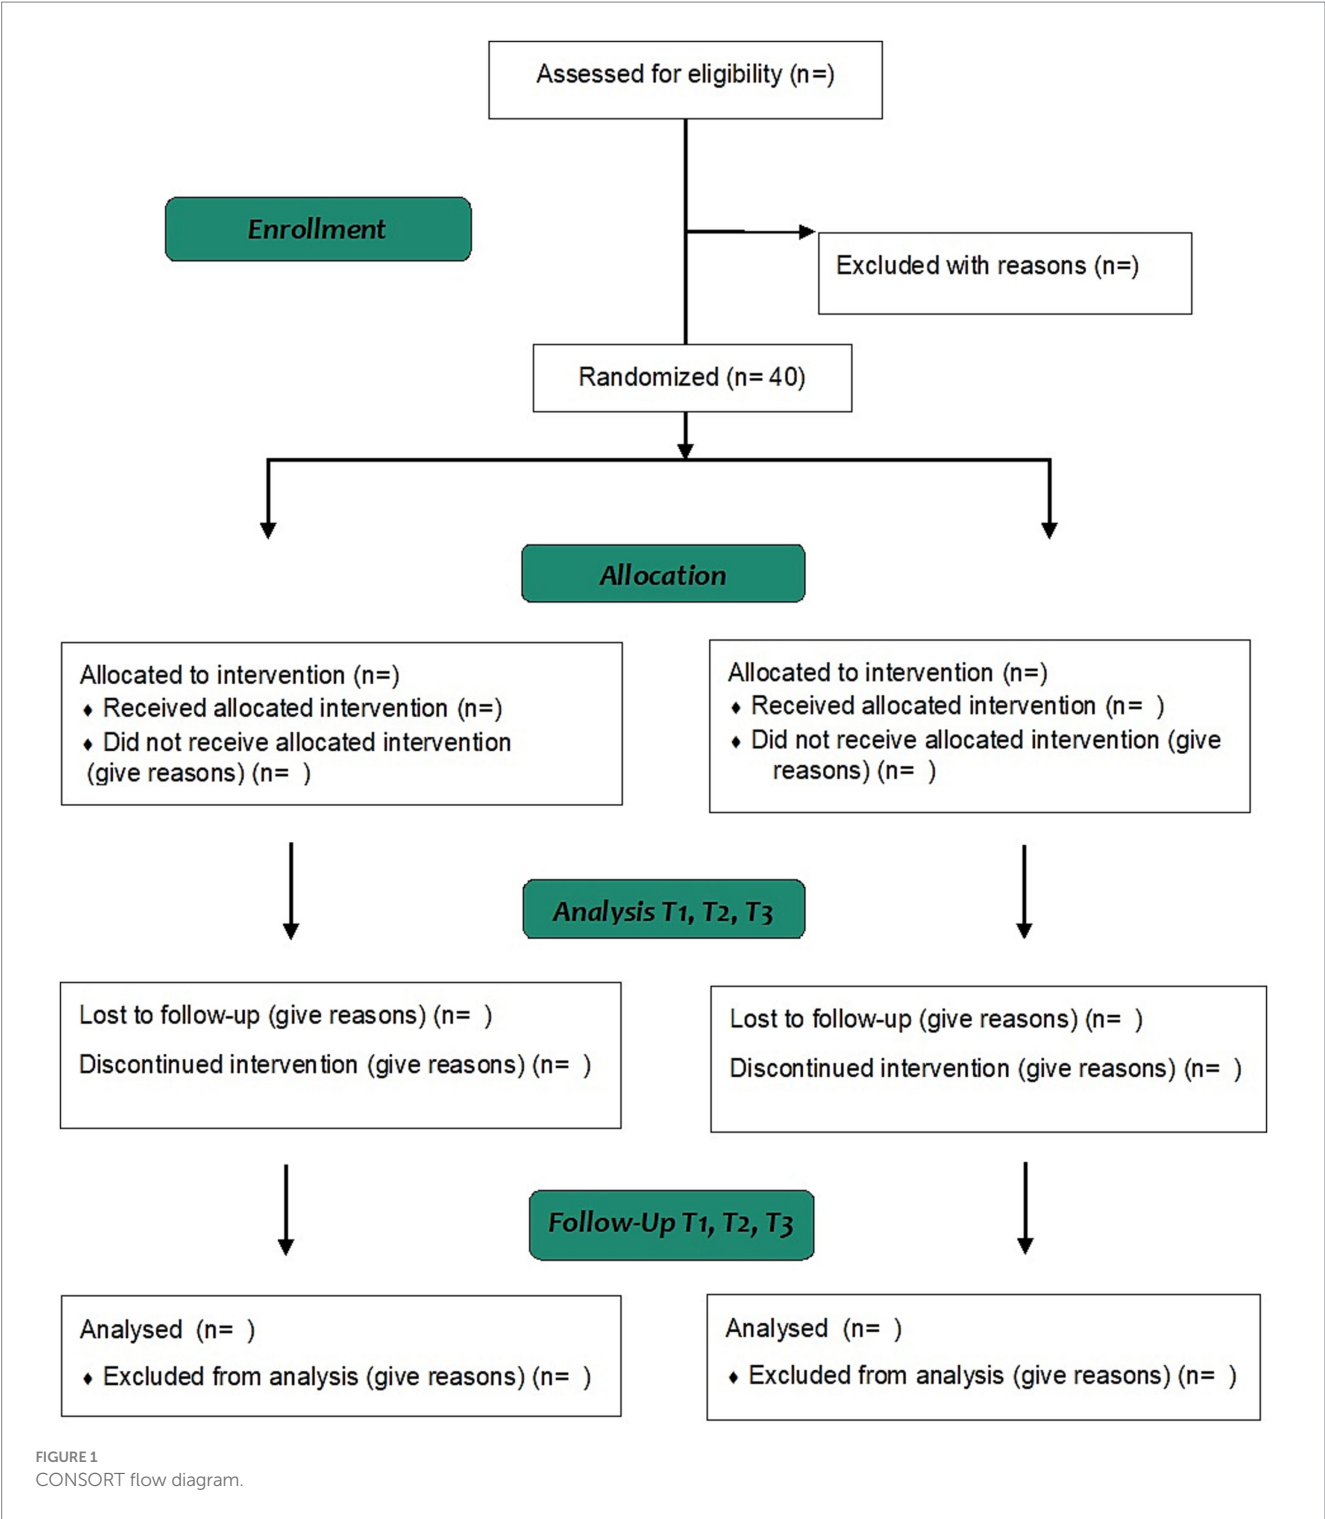 Assessed for eligibility (n=)
Enrollment
Excluded with reasons (n=)
Randomized (n= 40)
Allocation
Allocated to intervention (n=)
♦ Received allocated intervention (n=)
♦ Did not receive allocated intervention
(give reasons) (n=  )
Allocated to intervention (n=)
♦ Received allocated intervention (n=  )
♦ Did not receive allocated intervention (give
reasons) (n=  )
Analysis T1, T2, T3
Lost to follow-up (give reasons) (n=  )
Discontinued intervention (give reasons) (n=  )
Lost to follow-up (give reasons) (n=  )
Discontinued intervention (give reasons) (n=  )
Follow-Up T1, T2, T3
Analysed  (n=  )
♦ Excluded from analysis (give reasons) (n=  )
Analysed  (n=  )
♦ Excluded from analysis (give reasons) (n=  )
FIGURE 1
CONSORT flow diagram.